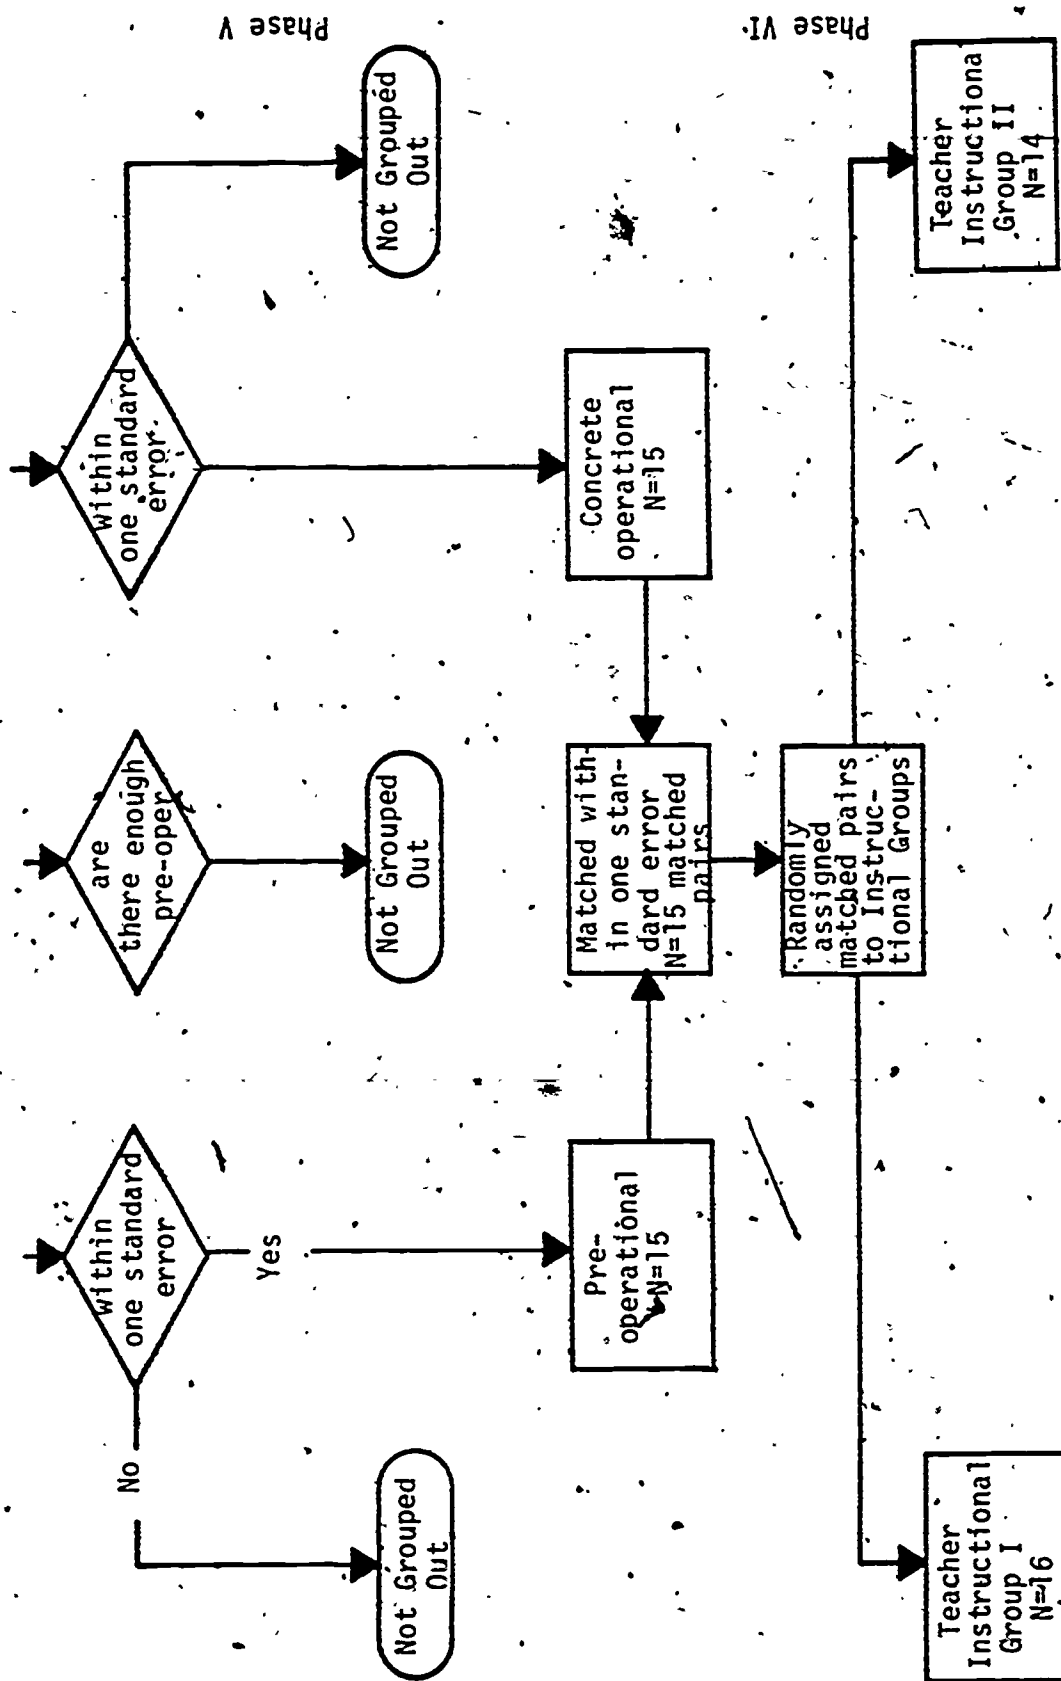 Phase V
within
one standard
error
No
Yes
Not Grouped
Out
are
there enough
pre-oper
Not Grouped
Out
within
one standard
error.
Not Grouped
Out
Pre-
operational
N=15
Matched with-
in one stan-
dard error
N=15 matched
pairs
Concrete
operational
N=15
Phase VI
Randomly
assigned
matched pairs
to Instruc-
tional Groups
Teacher
Instructional
Group I
N=16
Teacher
Instructiona
Group II
N=14